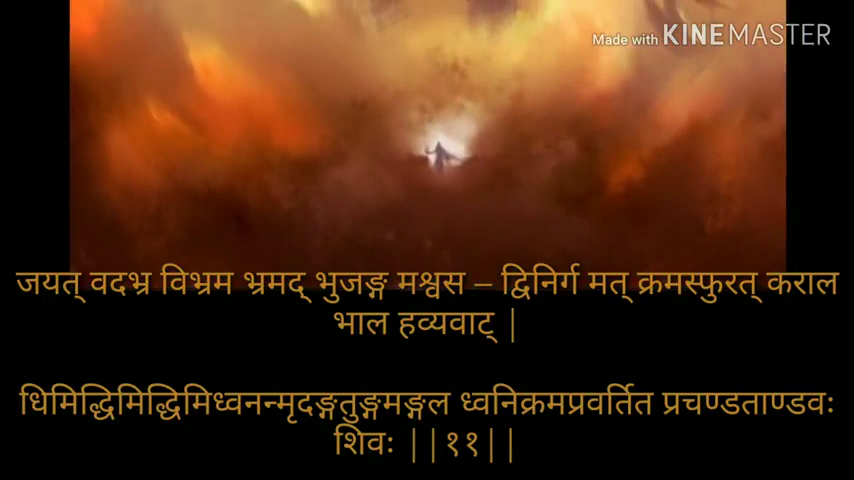 Made with KINEMASTER
जयत् वदभ्र विभ्रम भ्रमद् भुजङ्ग मश्वस – द्विनिर्ग मत् क्रमस्फुरत् कराल
भाल हव्यवाट् |
धिमिद्धिमिद्धिमिध्वनन्मृदङ्गतुङ्गमङ्गल ध्वनिक्रमप्रवर्तित प्रचण्डताण्डवः
शिवः ||११||